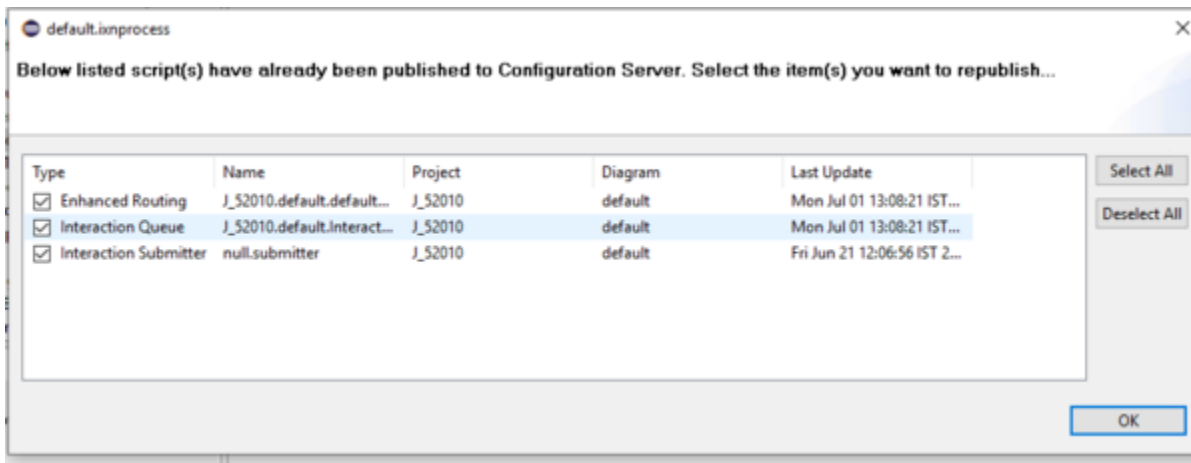 default.ixnprocess
Below listed script(s) have already been published to Configuration Server. Select the item(s) you want to republish...
Type Name Project Diagram Last Update Select All
Enhanced Routing J_52010.default.default... J_52010 default Mon Jul 01 13:08:21 IST...
Interaction Queue J_52010.default.Interact... J_52010 default Mon Jul 01 13:08:21 IST... Deselect All
Interaction Submitter null.submitter J_52010 default Fri Jun 21 12:06:56 IST 2...
OK